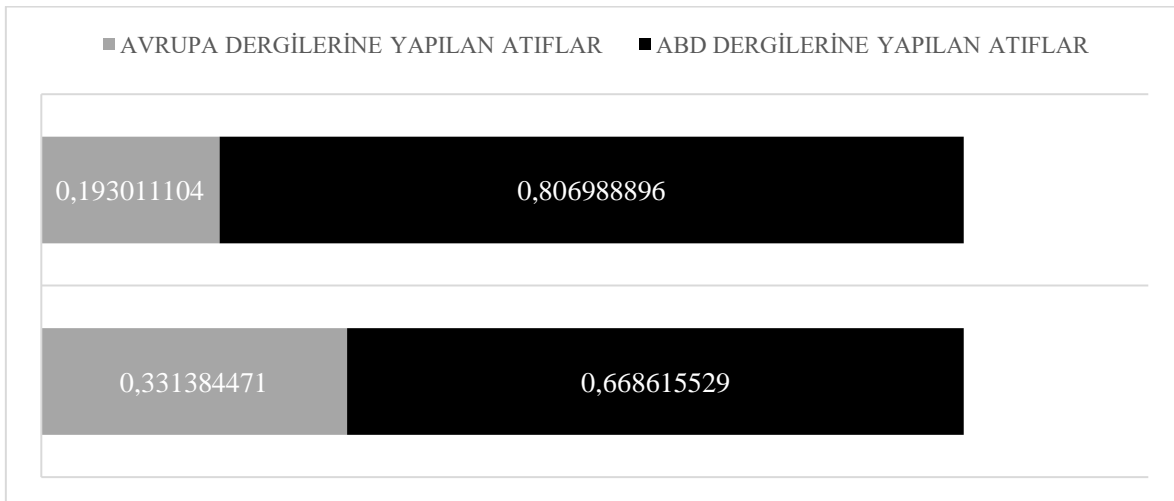 AVRUPA DERGİLERİNE YAPILAN ATIFLAR ABD DERGİLERİNE YAPILAN ATIFLAR
0,193011104 0,806988896
0,331384471 0,668615529